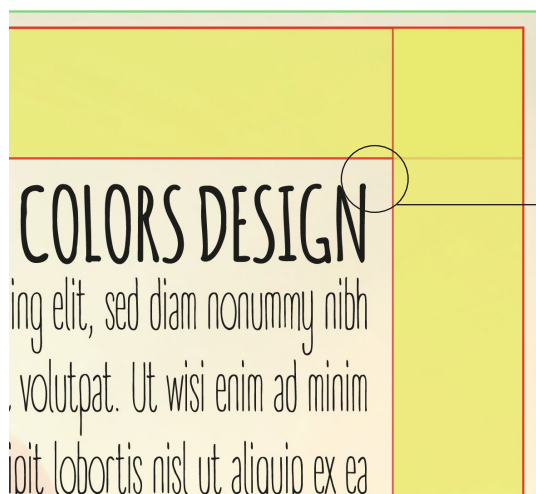 COLORS DESIGN
ing elit, sed diam nonummy nibh
volutpat. Ut wisi enim ad minim
ipit lobortis nisl ut aliquip ex ea